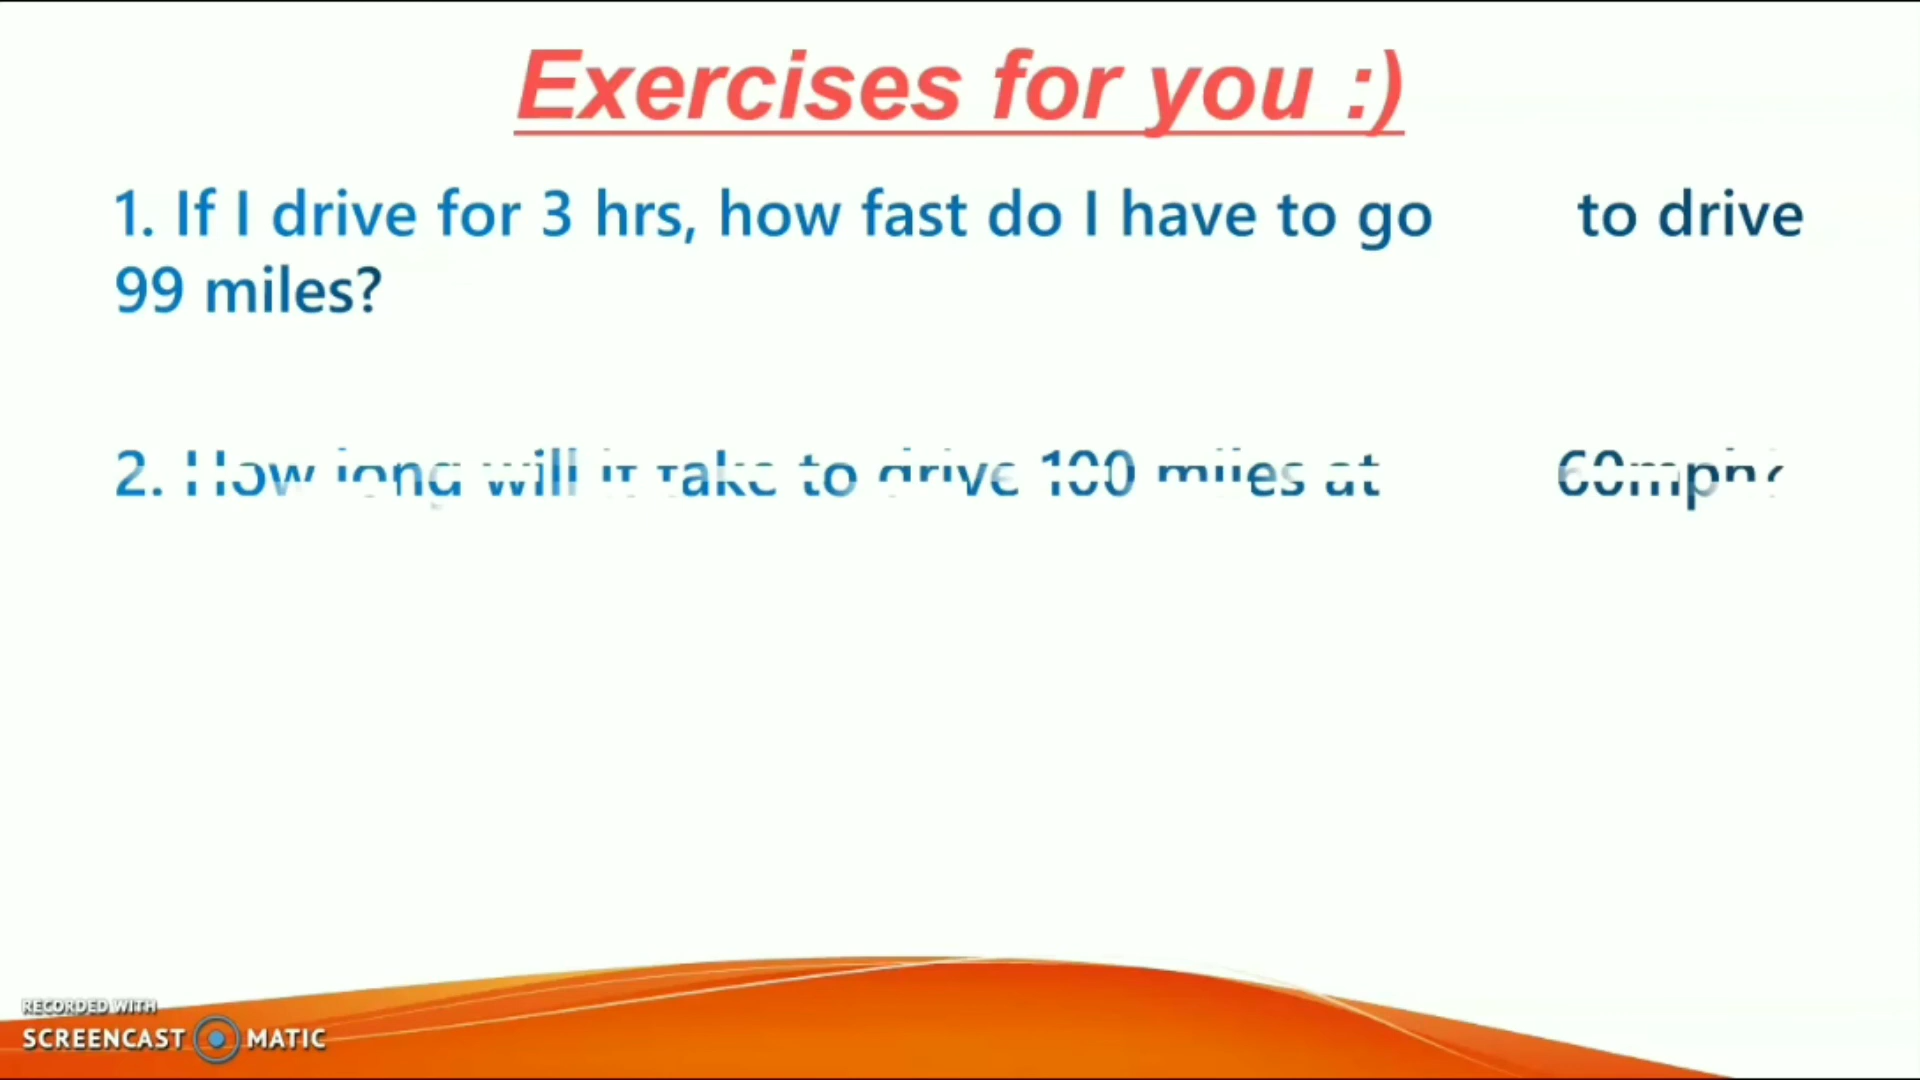 Exercises for you :)
1. If I drive for 3 hrs, how fast do I have to go to drive
99 miles?
2. How long will it take to drive 100 miles at 60mph?
RECORDED WITH
SCREENCAST MATIC